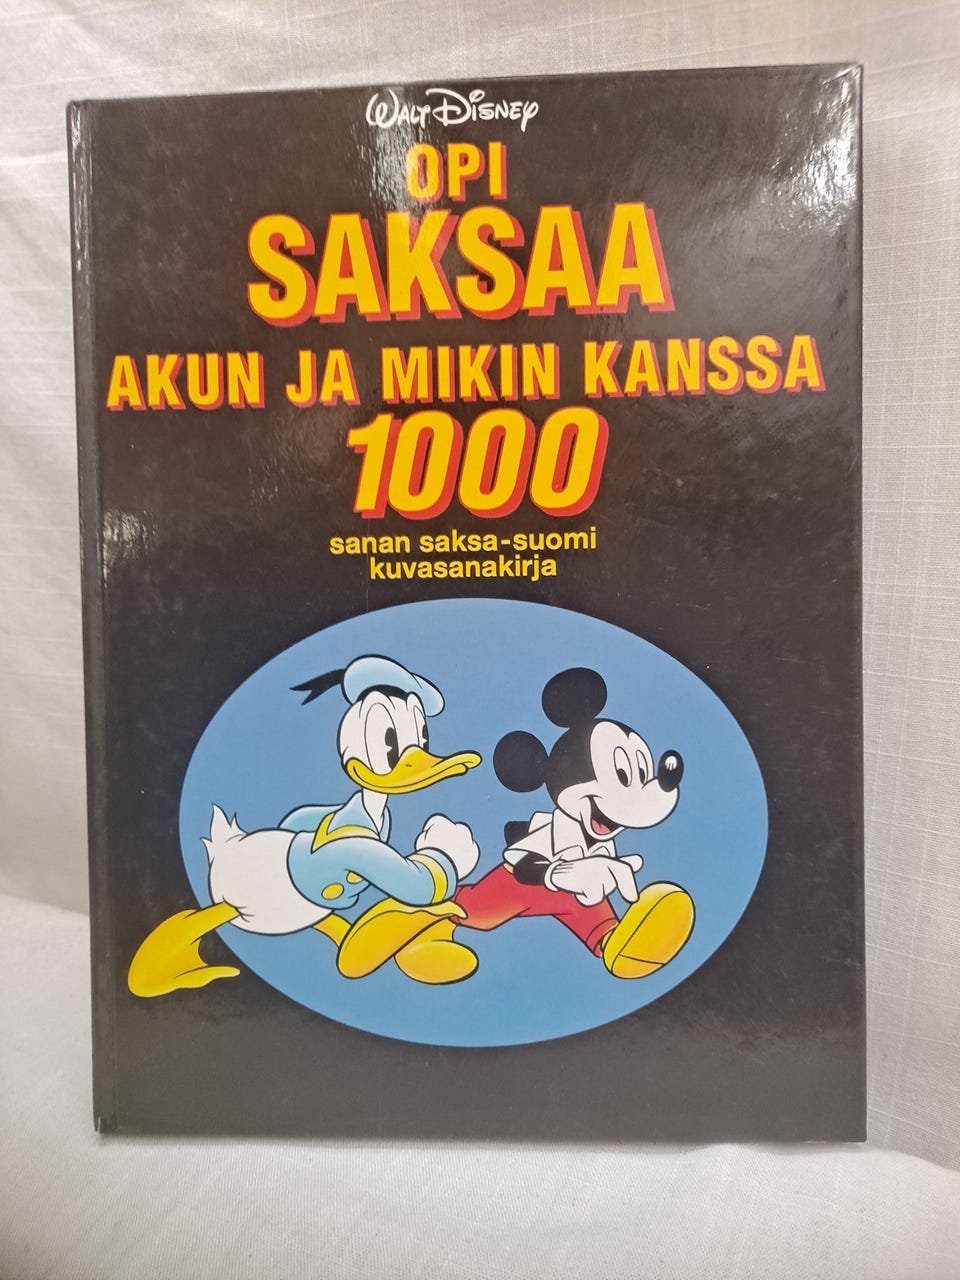 WALT DISNEY
OPI
SAKSAA
AKUN JA MIKIN KANSSA
1000
sanan saksa-suomi
kuvasanakirja